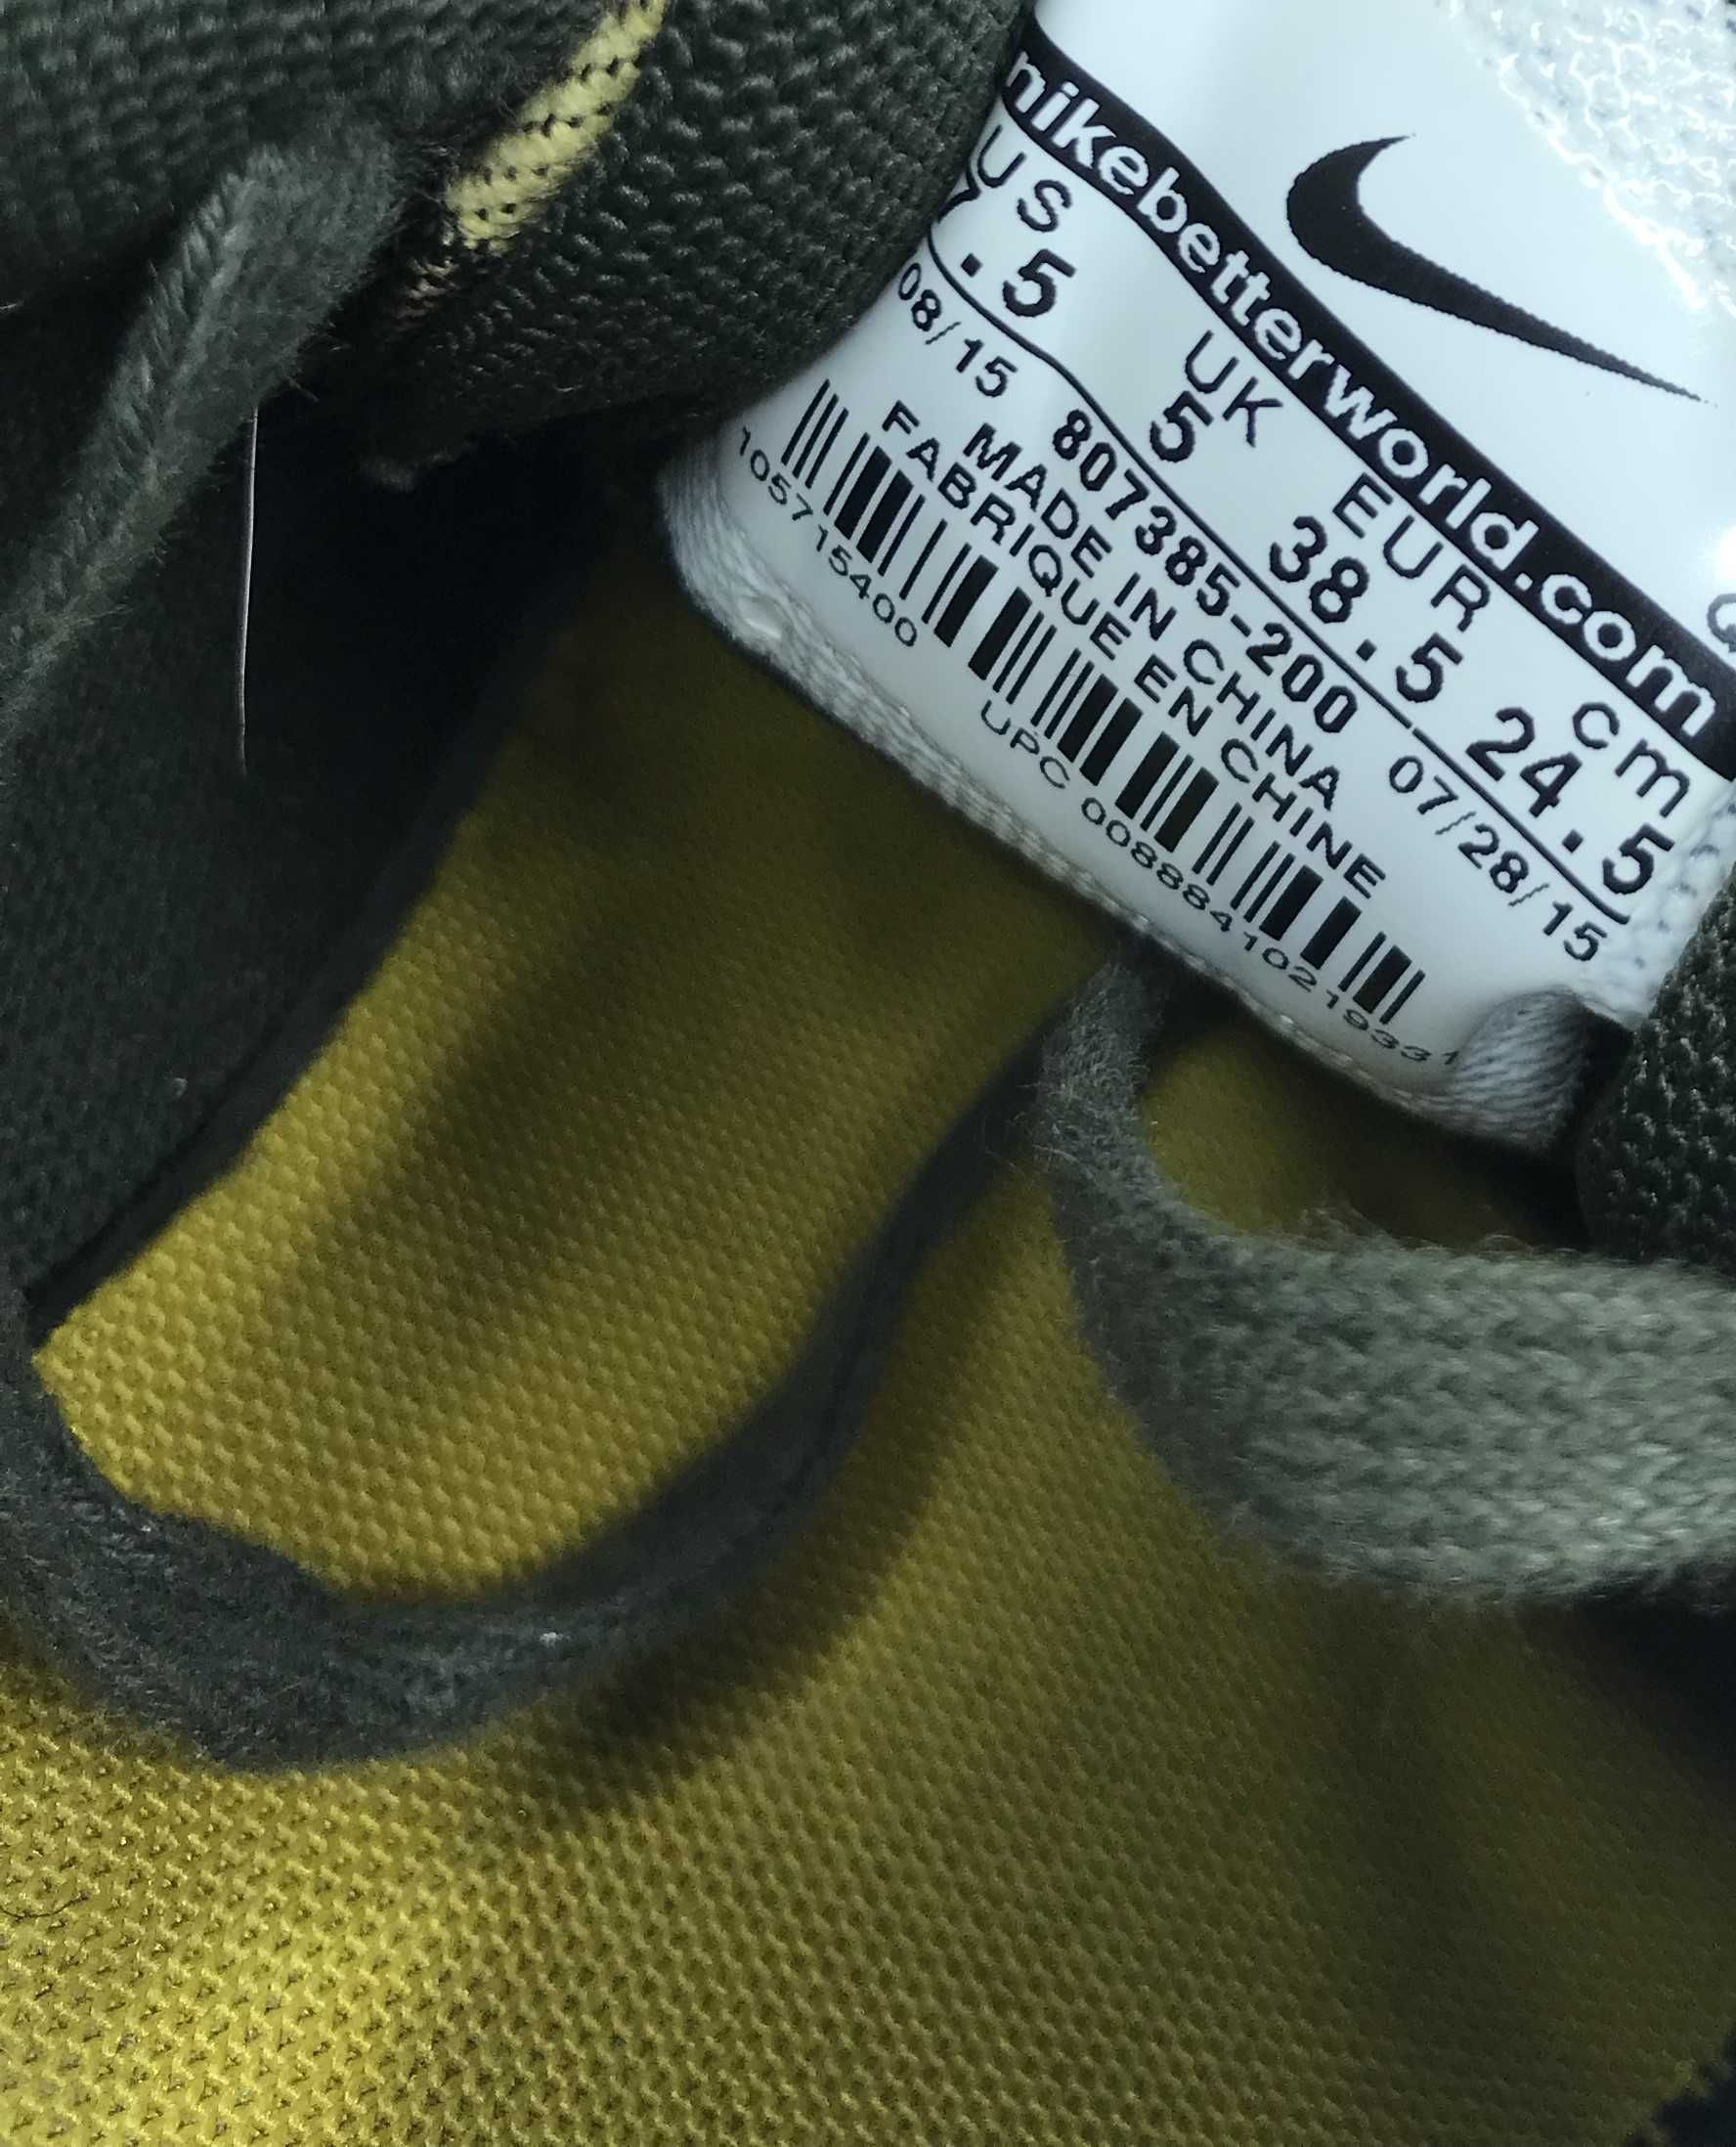 nikebetterworld.com
US UK EUR cm
7.5 5 38.5 24.5
08/15 807385-200 07/28/15
MADE IN CHINA
FABRIQUE EN CHINE
105715400
UPC 00888410219331